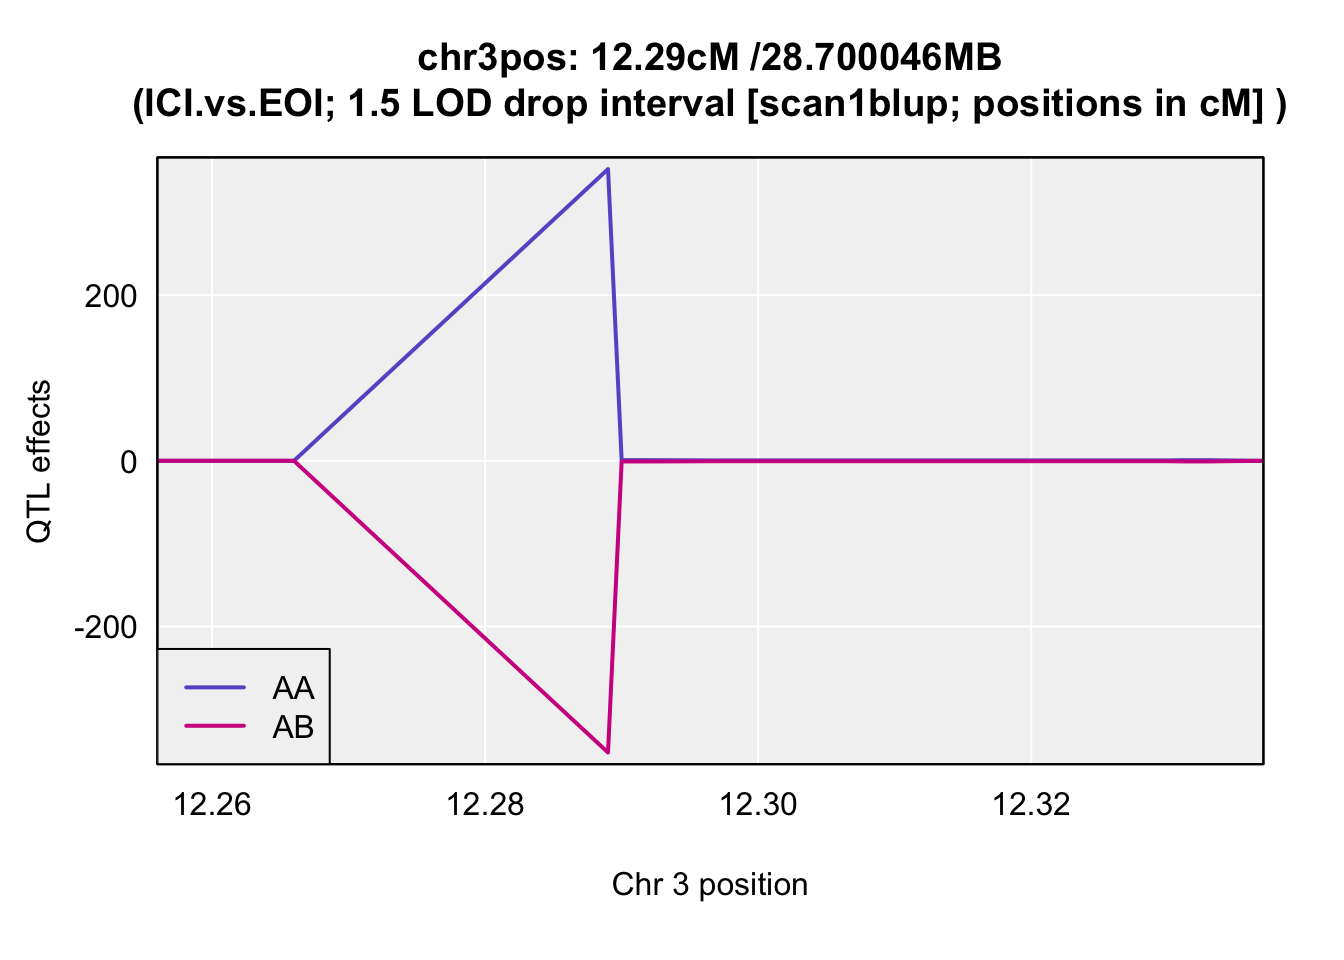 chr3pos: 12.29cM /28.700046MB
(ICI.vs.EOI; 1.5 LOD drop interval [scan1blup; positions in cM] )
QTL effects
200
0
-200
AA
AB
12.26
12.28
12.30
12.32
Chr 3 position